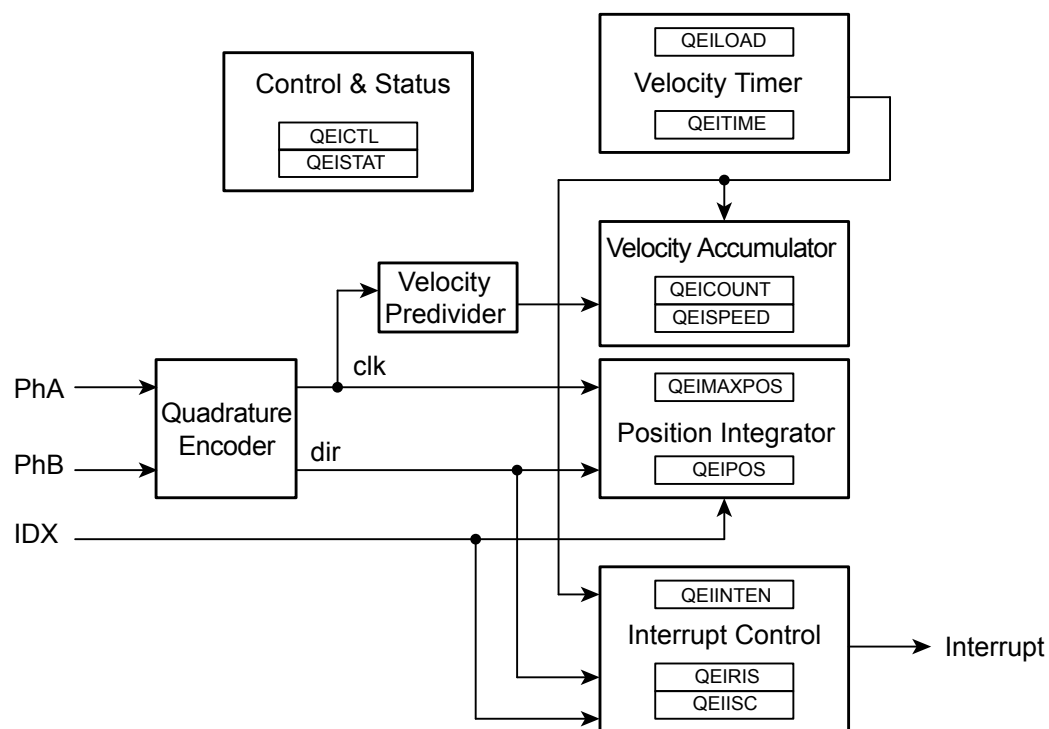 QEILOAD
Velocity Timer
QEITIME
Control & Status
QEICTL
QEISTAT
Velocity Accumulator
QEICOUNT
QEISPEED
Velocity
Predivider
clk
PhA
PhB
IDX
Quadrature
Encoder
dir
QEIMAXPOS
Position Integrator
QEIPOS
QEIINTEN
Interrupt Control
QEIRIS
QEIISC
Interrupt